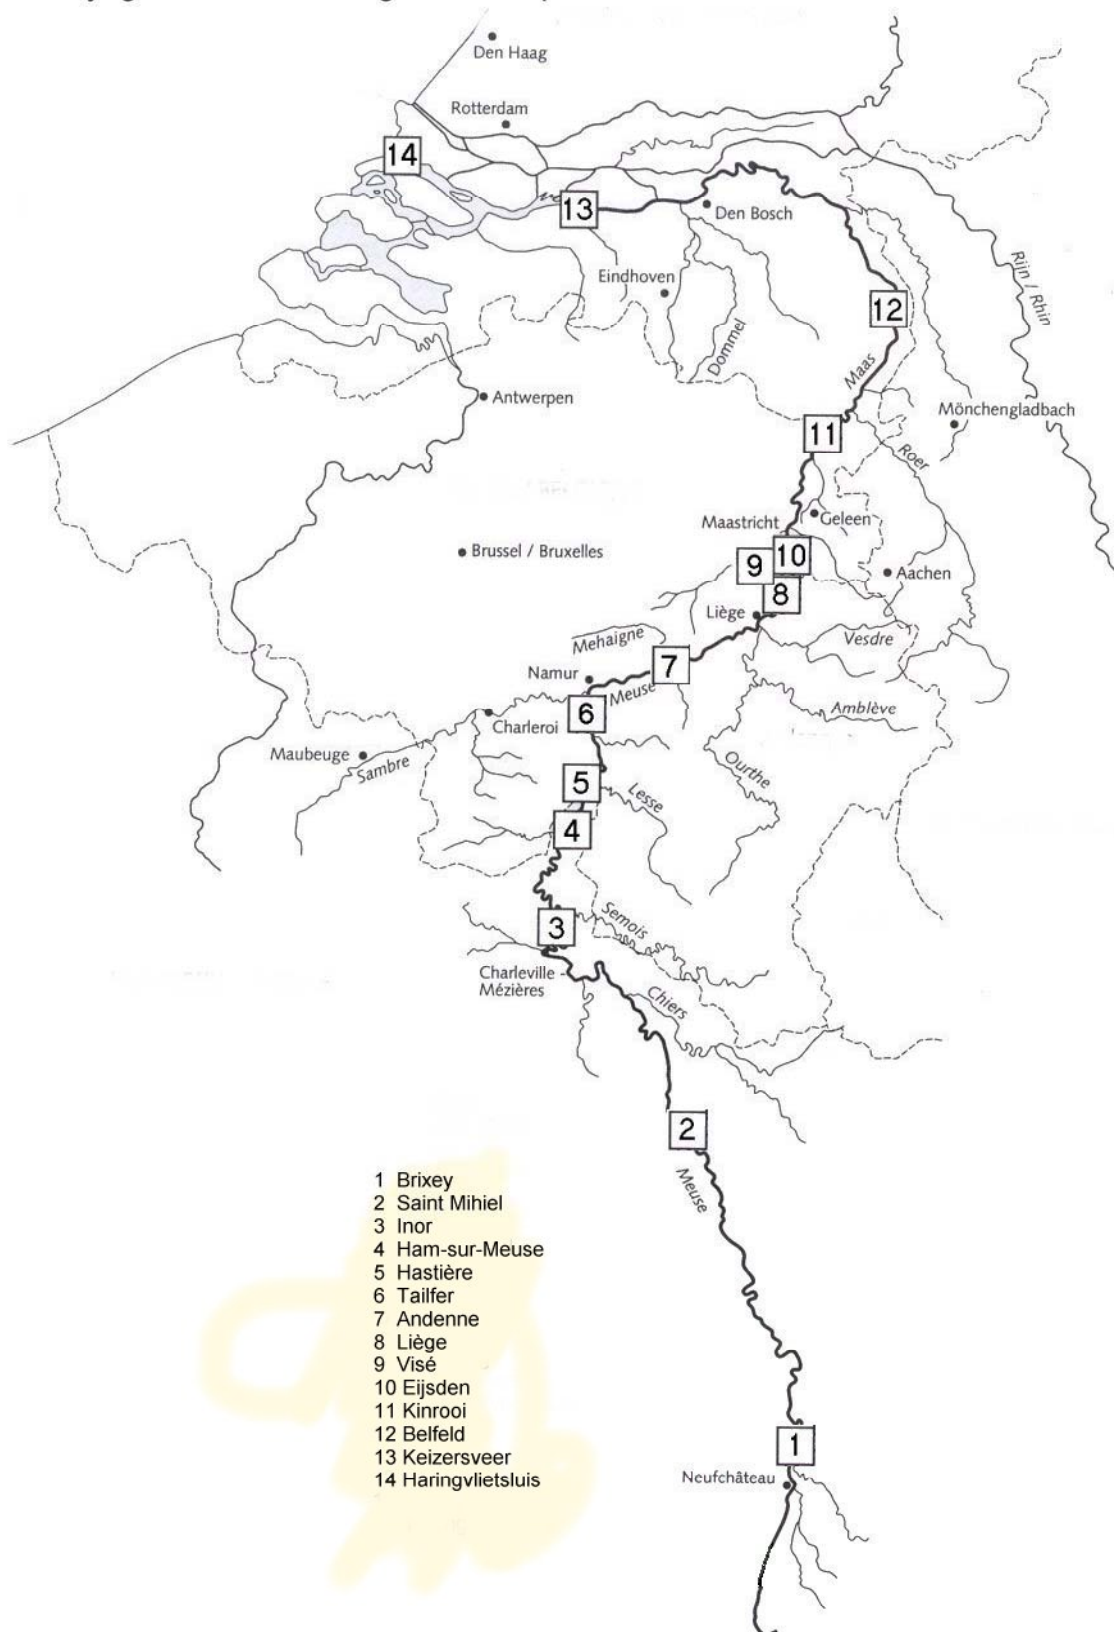 Den Haag
Rotterdam
14
13
Den Bosch
Eindhoven
Rijn / Rhin
12
Dommel
Maas
Antwerpen
Mönchengladbach
11
Roer
Maastricht
Geleen
Brussel / Bruxelles
10
9
Aachen
8
Liège
Mehaigne
Vesdre
7
Namur
Meuse
6
Amblève
Charleroi
Maubeuge
Sambre
Ourthe
5
Lesse
4
3
Semois
Charleville -
Mézières
Chiers
2
Meuse
1 Brixey
2 Saint Mihiel
3 Inor
4 Ham-sur-Meuse
5 Hastière
6 Tailfer
7 Andenne
8 Liège
9 Visé
10 Eijsden
11 Kinrooi
12 Belfeld
13 Keizersveer
14 Haringvlietsluis
1
Neufchâteau